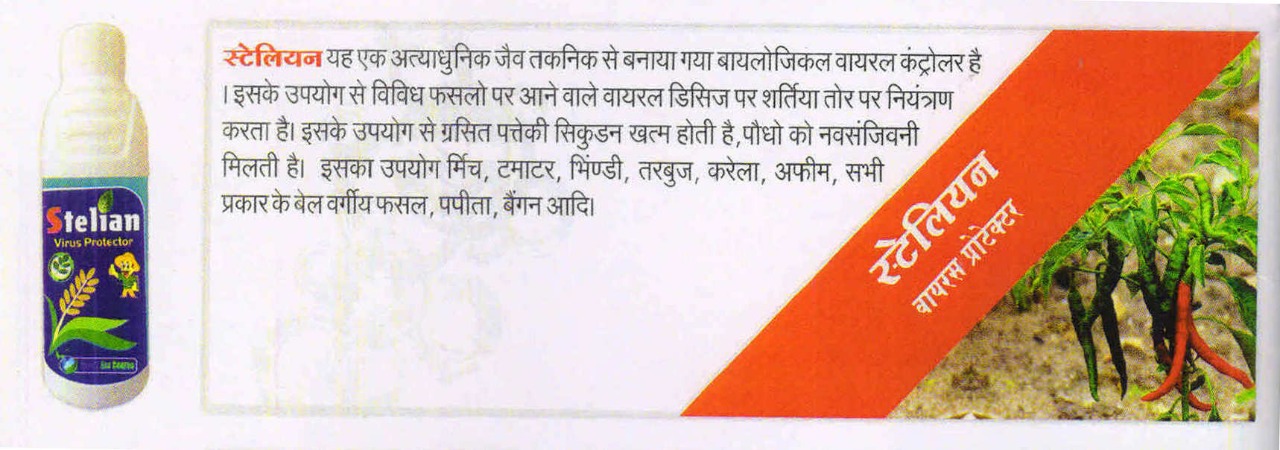 स्टेलियन यह एक अत्याधुनिक जैव तकनिक से बनाया गया बायलोजिकल वायरल कंट्रोलर है
। इसके उपयोग से विविध फसलो पर आने वाले वायरल डिसिज पर शर्तिया तोर पर नियंत्राण
करता है। इसके उपयोग से ग्रसित पत्तेकी सिकुडन खत्म होती है,पौधो को नवसंजिवनी
मिलती है। इसका उपयोग र्मिच, टमाटर, भिंण्डी, तरबुज, करेला, अफीम, सभी
प्रकार के बेल वर्गीय फसल, पपीता, बैंगन आदि।
Stelian
Virus Protector
स्टेलियन
वायरस प्रोटेक्टर